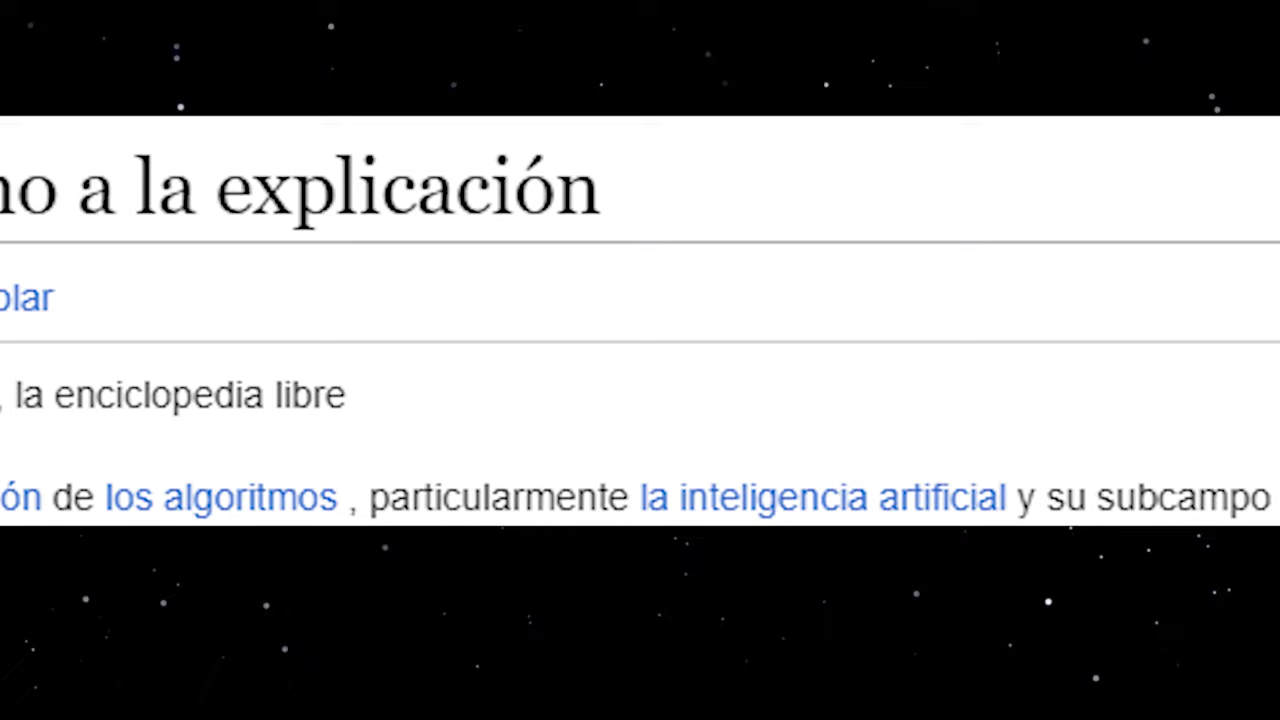 no a la explicación
olar
, la enciclopedia libre
ón de los algoritmos , particularmente la inteligencia artificial y su subcampo